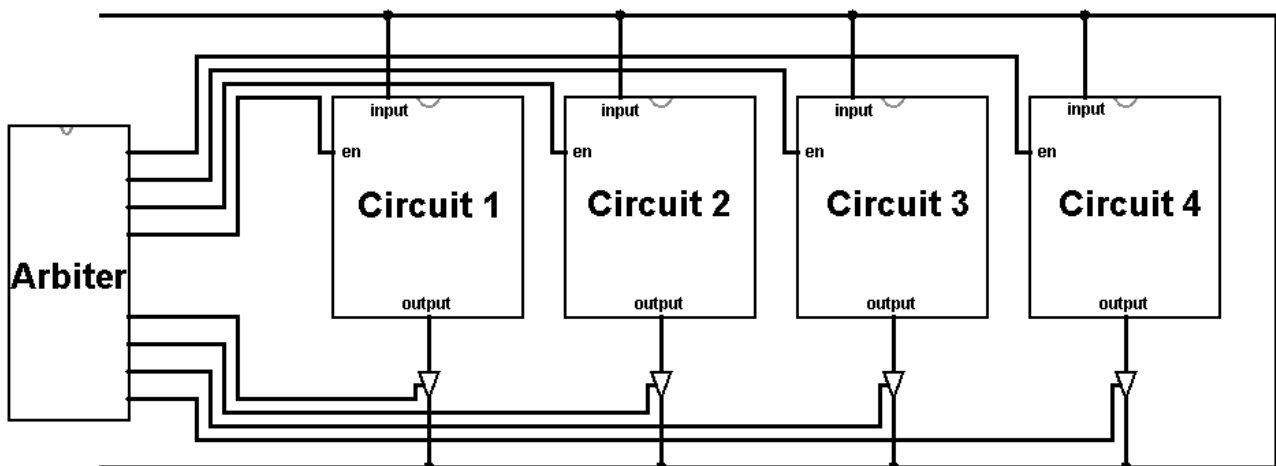 input
input
input
input
en
en
en
en
Circuit 1
Circuit 2
Circuit 3
Circuit 4
Arbiter
output
output
output
output